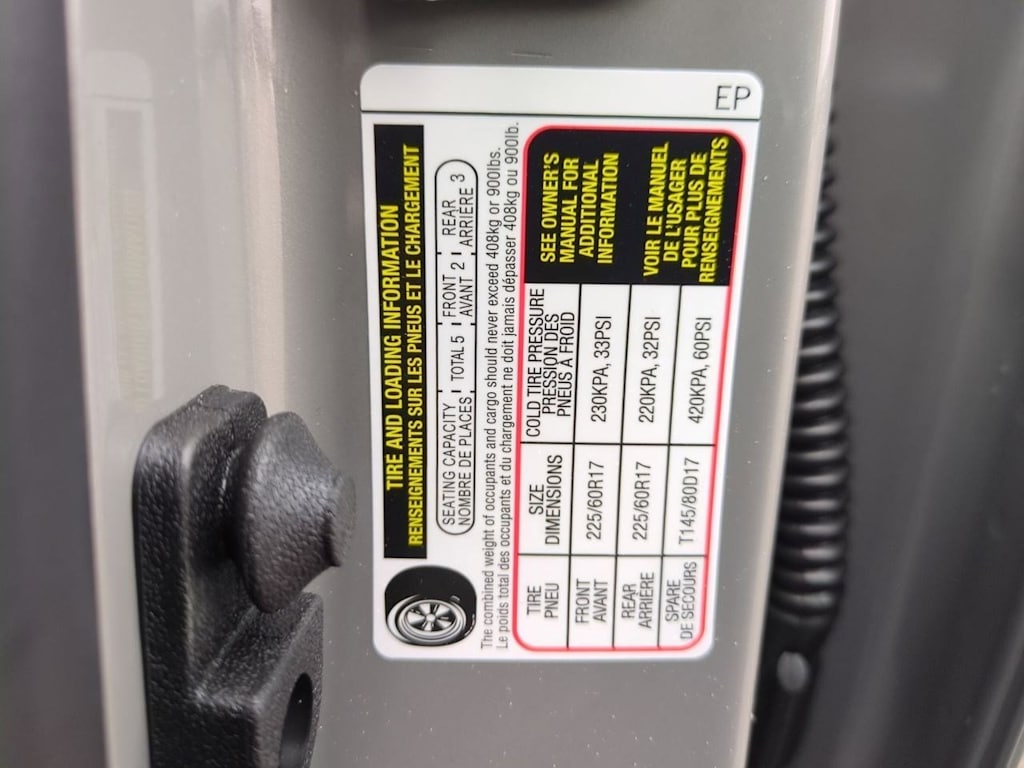 EP
TIRE AND LOADING INFORMATION
RENSEIGNEMENTS SUR LES PNEUS ET LE CHARGEMENT
SEATING CAPACITY TOTAL 5 FRONT 2 REAR 3
NOMBRE DE PLACES AVANT ARRIÈRE
The combined weight of occupants and cargo should never exceed 408kg or 900lbs.
Le poids total des occupants et du chargement ne doit jamais dépasser 408kg ou 900lb.
TIRE SIZE COLD TIRE PRESSURE
PNEU DIMENSIONS PRESSION DES
PNEUS À FROID
FRONT 225/60R17 230KPA, 33PSI
AVANT
REAR 225/60R17 220KPA, 32PSI
ARRIÈRE
SPARE T145/80D17 420KPA, 60PSI
DE SECOURS
SEE OWNER'S
MANUAL FOR
ADDITIONAL
INFORMATION
VOIR LE MANUEL
DE L'USAGER
POUR PLUS DE
RENSEIGNEMENTS